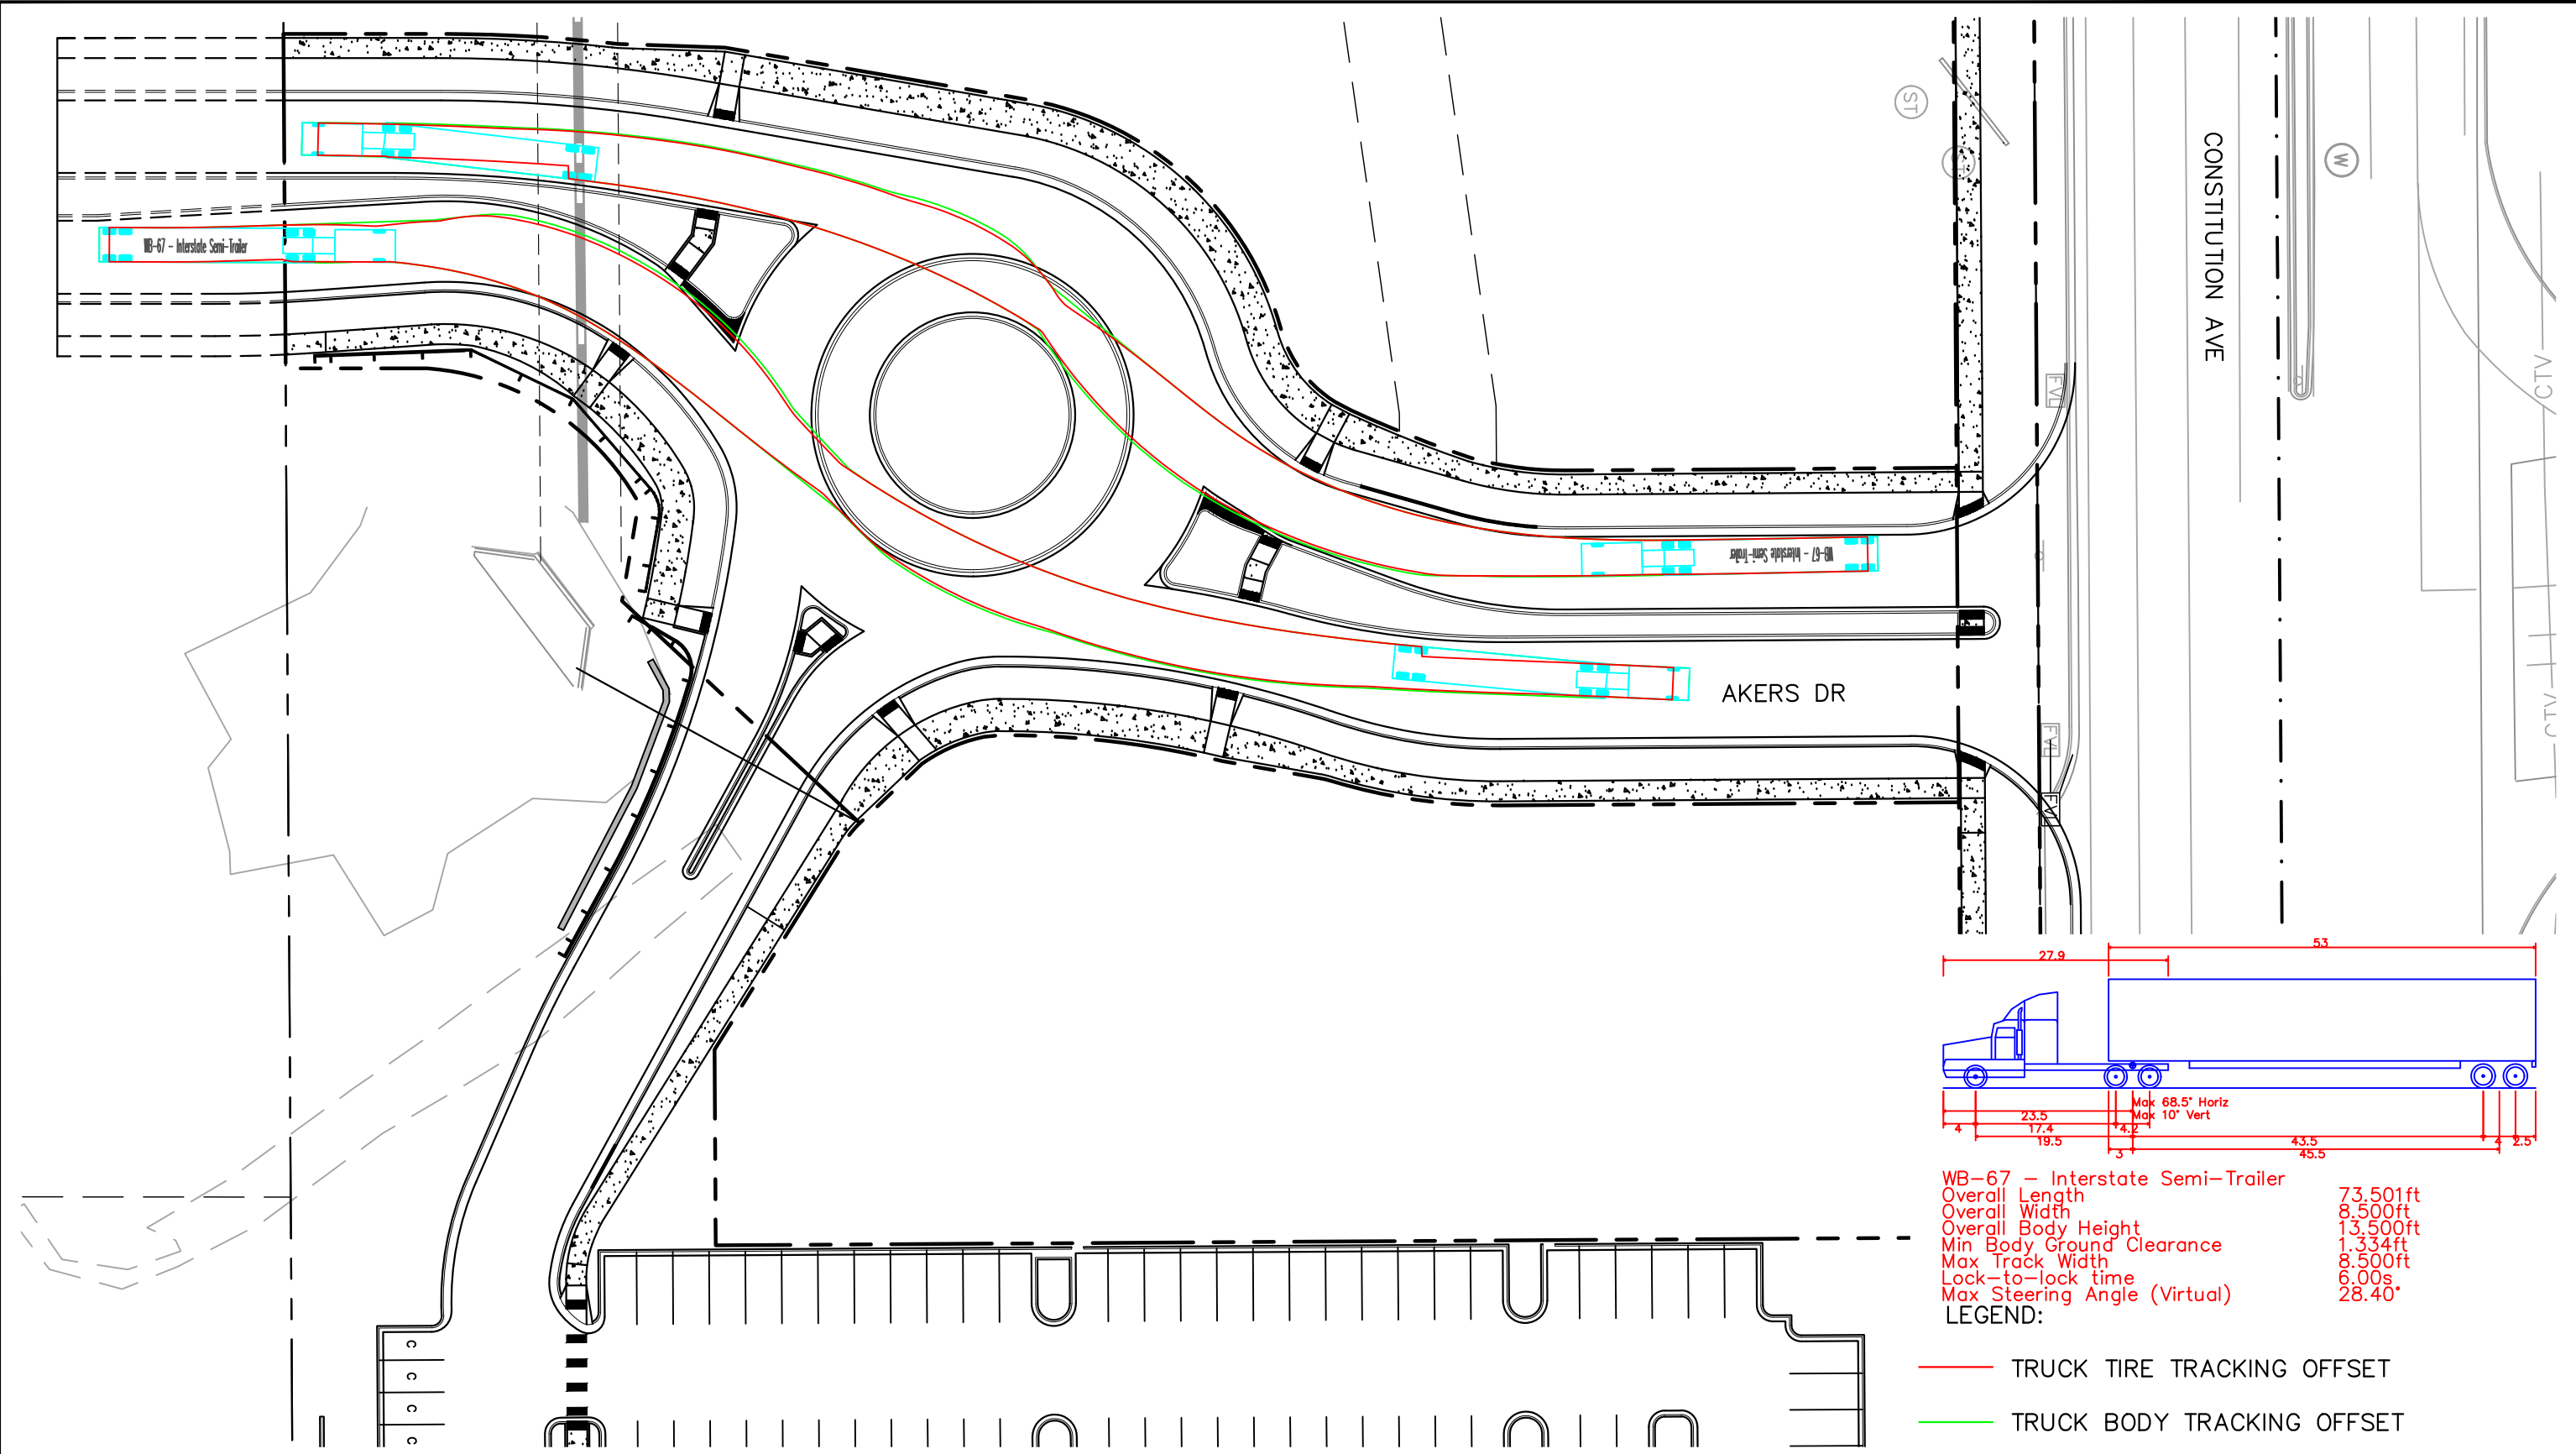 ST
ST
W
CONSTITUTION AVE
WB-67 - Interstate Semi-Trailer
FVL
CTV
WB-67 - Interstate Semi-Trailer
AKERS DR
FVL
CTV
FVL
53
27.9
Max 68.5° Horiz
Max 10° Vert
23.5
4
17.4
4.2
19.5
43.5
4
2.5
3
45.5
WB-67 - Interstate Semi-Trailer
Overall Length 73.501ft
Overall Width 8.500ft
Overall Body Height 13.500ft
Min Body Ground Clearance 1.334ft
Max Track Width 8.500ft
Lock-to-lock time 6.00s
Max Steering Angle (Virtual) 28.40°
LEGEND:
TRUCK TIRE TRACKING OFFSET
TRUCK BODY TRACKING OFFSET
C
C
C
C